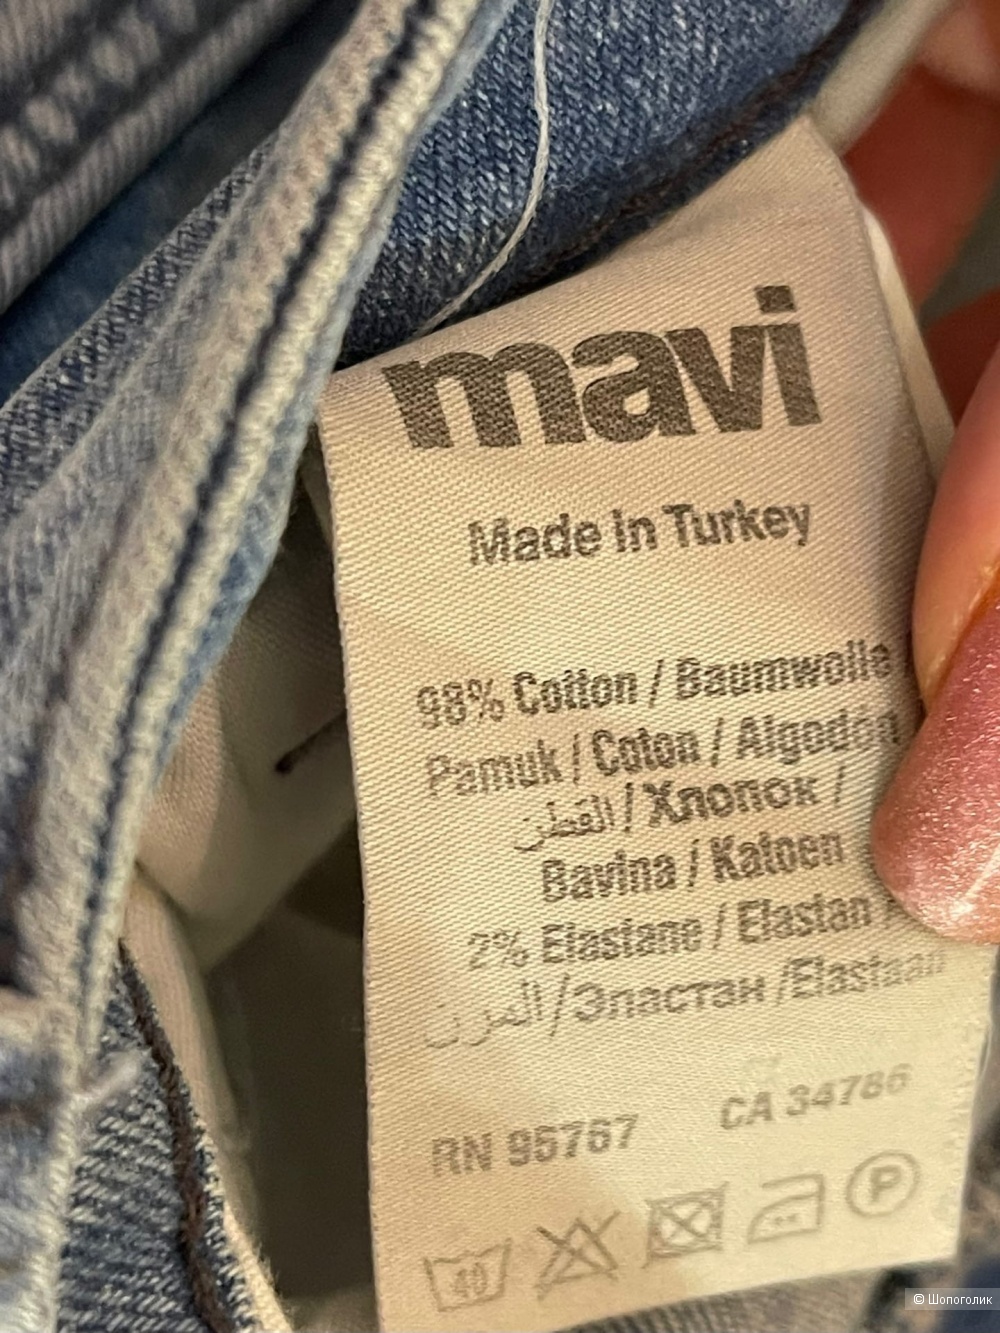 mavi
Made in Turkey
98% Cotton / Baumwolle
Pamuk / Coton / Algodón
القطن / Хлопок /
Bavlna / Katoen
2% Elastane / Elastan
المرن / Эластан / Elastaan
RN 95767 CA 34786
40 P
© Шопоголик